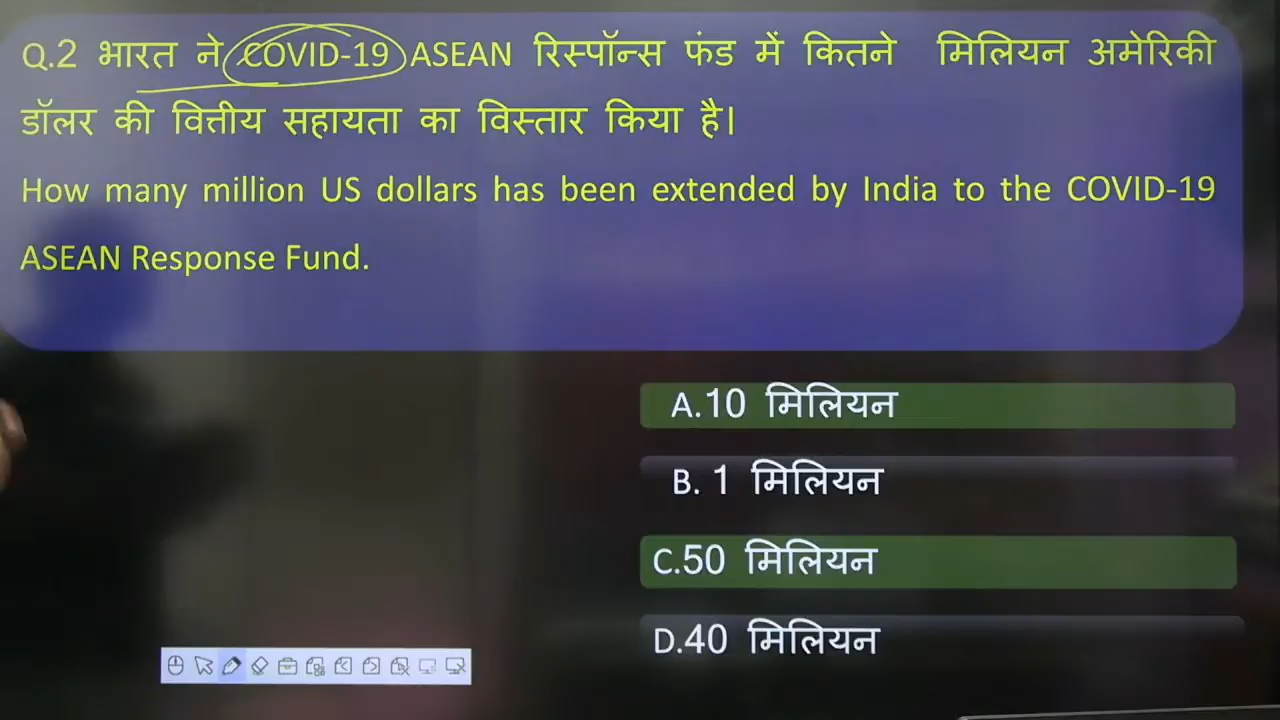 Q.2 भारत ने COVID-19 ASEAN रिस्पॉन्स फंड में कितने मिलियन अमेरिकी
डॉलर की वित्तीय सहायता का विस्तार किया है।
How many million US dollars has been extended by India to the COVID-19
ASEAN Response Fund.
A.10 मिलियन
B. 1 मिलियन
C.50 मिलियन
D.40 मिलियन